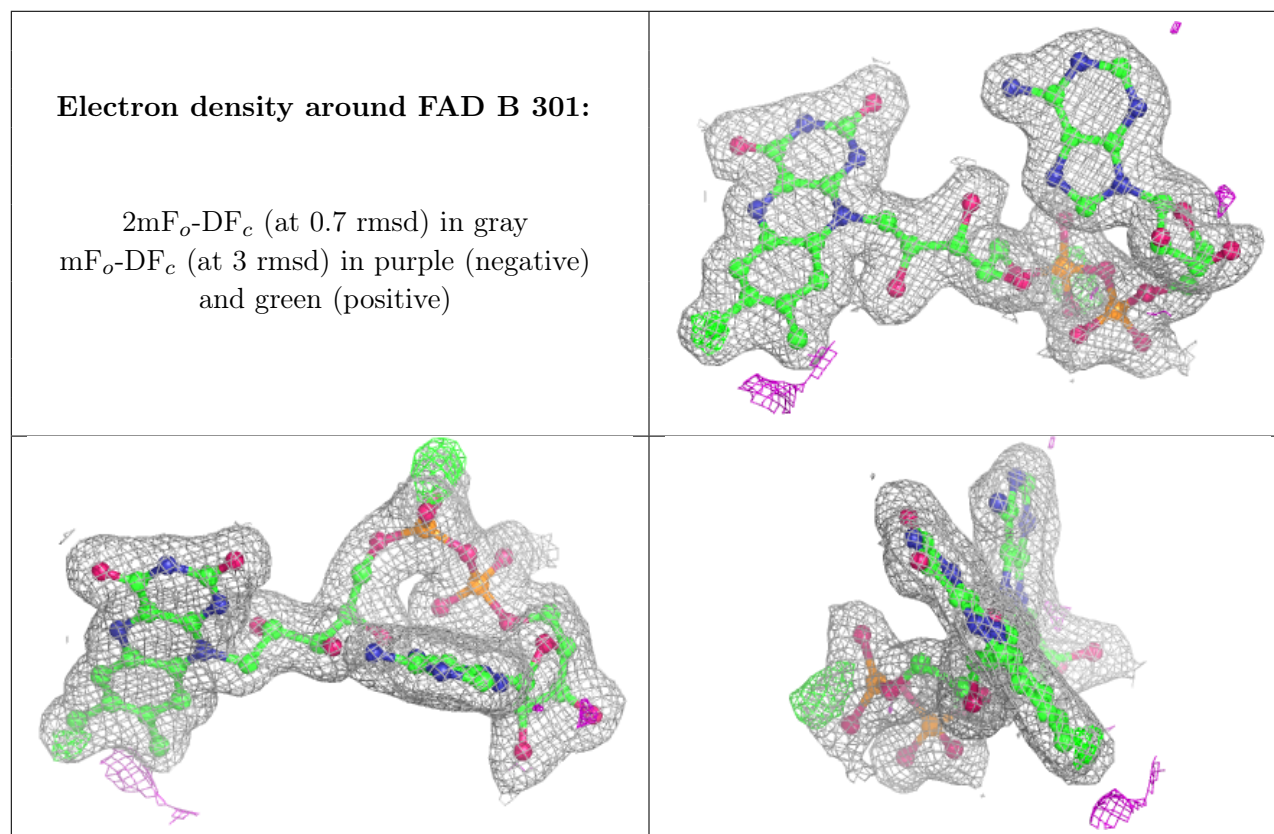 Electron density around FAD B 301:
2mFo-DFc (at 0.7 rmsd) in gray
mFo-DFc (at 3 rmsd) in purple (negative)
and green (positive)